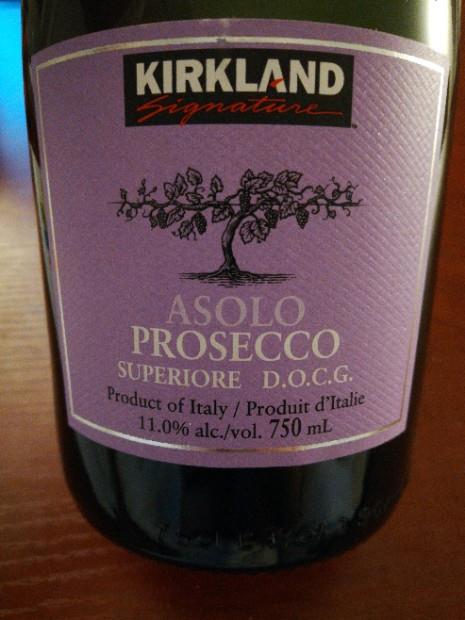 KIRKLAND
Signature
ASOLO
PROSECCO
SUPERIORE D.O.C.G.
Product of Italy / Produit d'Italie
11.0% alc./vol. 750 mL